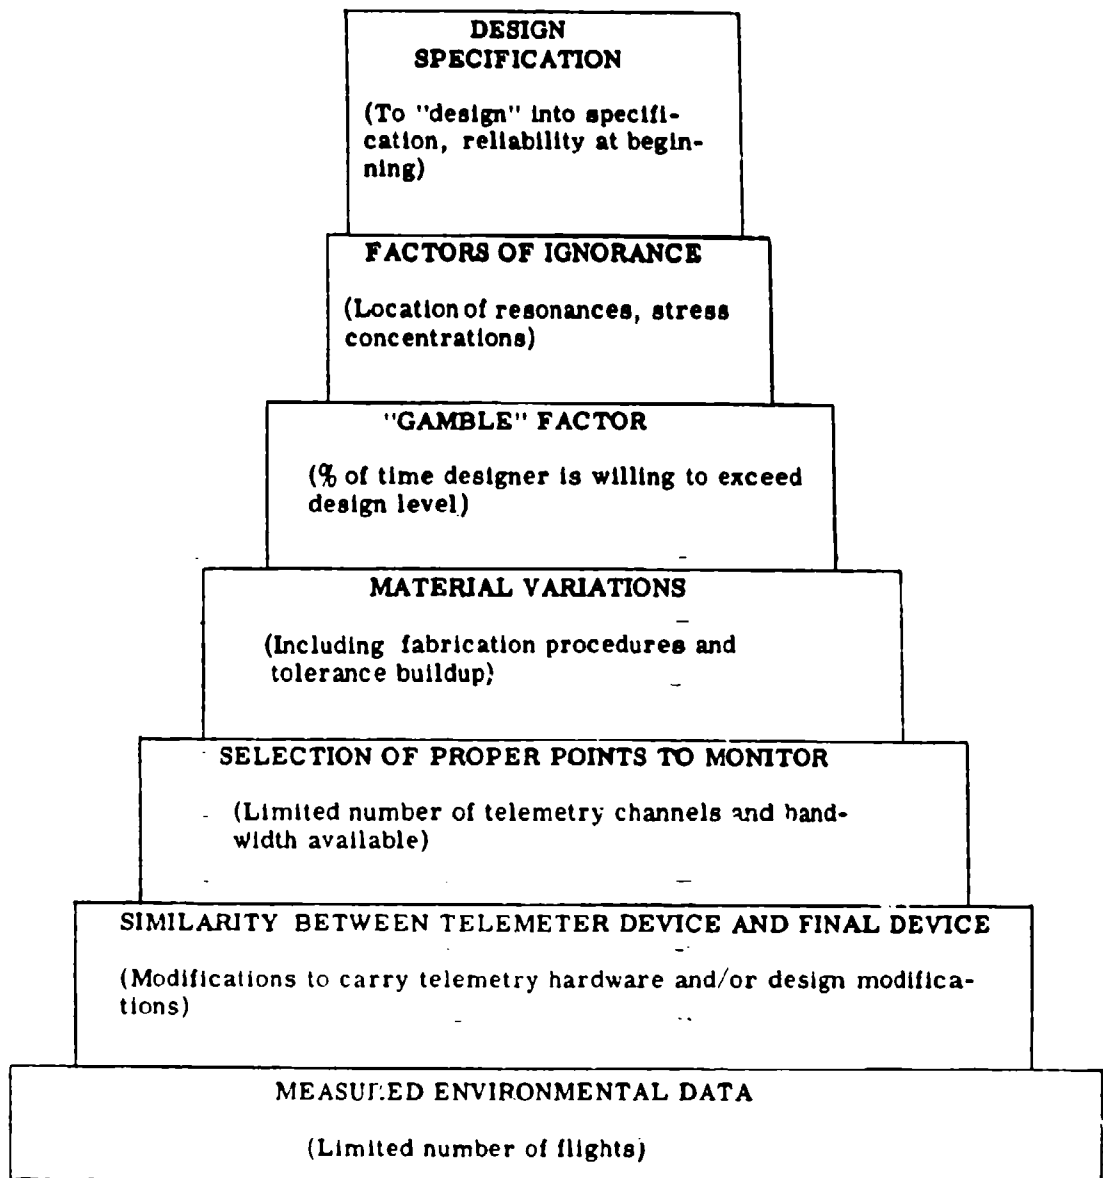 DESIGN
SPECIFICATION
(To "design" into specifi-
cation, reliability at begin-
ning)
FACTORS OF IGNORANCE
(Location of resonances, stress
concentrations)
"GAMBLE" FACTOR
(% of time designer is willing to exceed
design level)
MATERIAL VARIATIONS
(Including fabrication procedures and
tolerance buildup)
SELECTION OF PROPER POINTS TO MONITOR
(Limited number of telemetry channels and band-
width available)
SIMILARITY BETWEEN TELEMETER DEVICE AND FINAL DEVICE
(Modifications to carry telemetry hardware and/or design modifica-
tions)
MEASURED ENVIRONMENTAL DATA
(Limited number of flights)